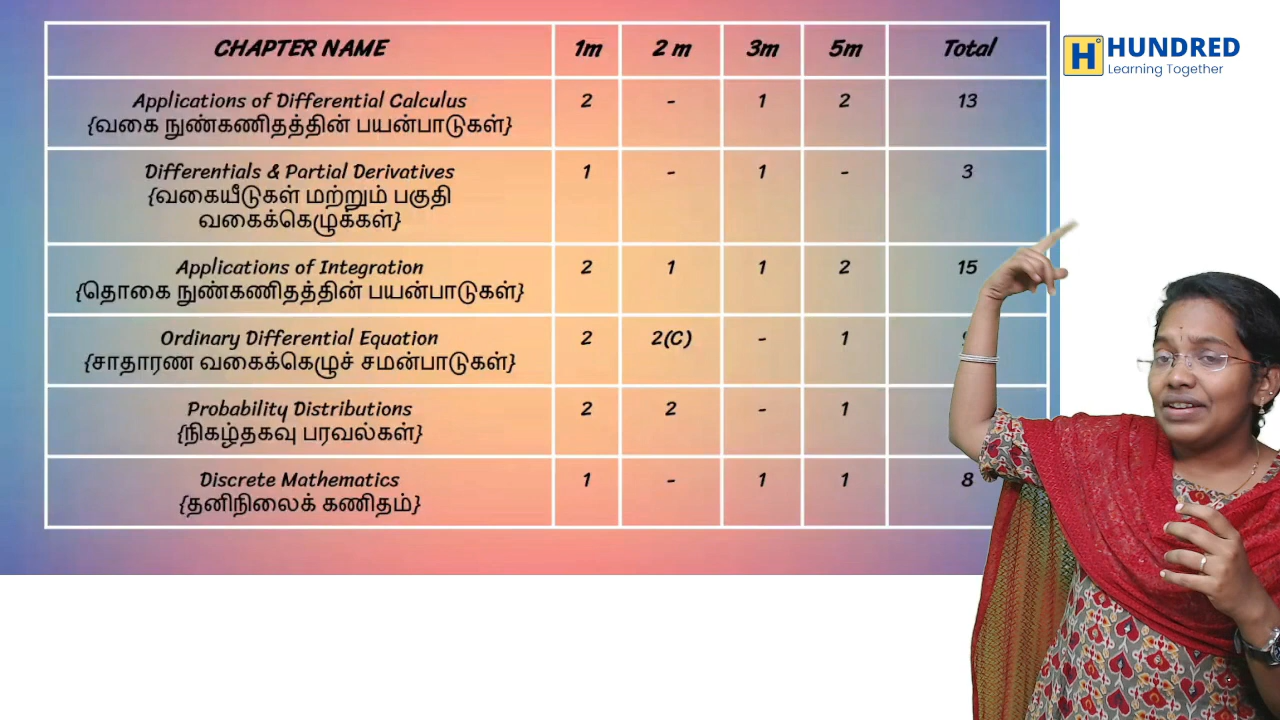 CHAPTER NAME 1m 2 m 3m 5m Total
HUNDRED
Learning Together
Applications of Differential Calculus 2 - 1 2 13
{வகை நுண்கணிதத்தின் பயன்பாடுகள்}
Differentials & Partial Derivatives 1 - 1 - 3
{வகையீடுகள் மற்றும் பகுதி
வகைக்கெழுக்கள்}
Applications of Integration 2 1 1 2 15
{தொகை நுண்கணிதத்தின் பயன்பாடுகள்}
Ordinary Differential Equation 2 2(C) - 1
{சாதாரண வகைக்கெழுச் சமன்பாடுகள்}
Probability Distributions 2 2 - 1
{நிகழ்தகவு பரவல்கள்}
Discrete Mathematics 1 - 1 1 8
{தனிநிலைக் கணிதம்}